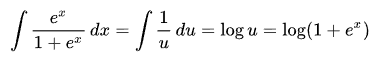 ∫ e^x / (1 + e^x) dx = ∫ 1/u du = log u = log(1 + e^x)